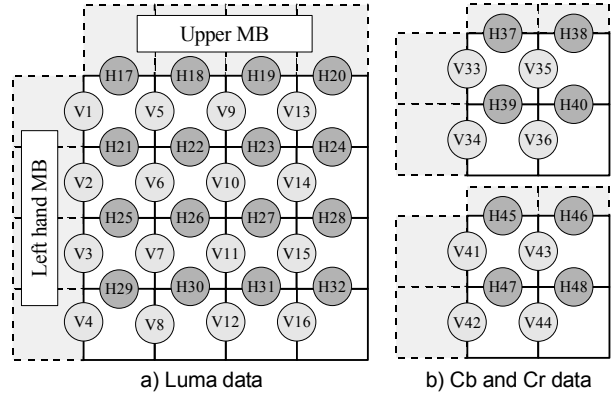 Upper MB
H17 H18 H19 H20
V1 V5 V9 V13
H21 H22 H23 H24
V2 V6 V10 V14
H25 H26 H27 H28
V3 V7 V11 V15
H29 H30 H31 H32
V4 V8 V12 V16
Left hand MB
a) Luma data
H37 H38
V33 V35
H39 H40
V34 V36
H45 H46
V41 V43
H47 H48
V42 V44
b) Cb and Cr data